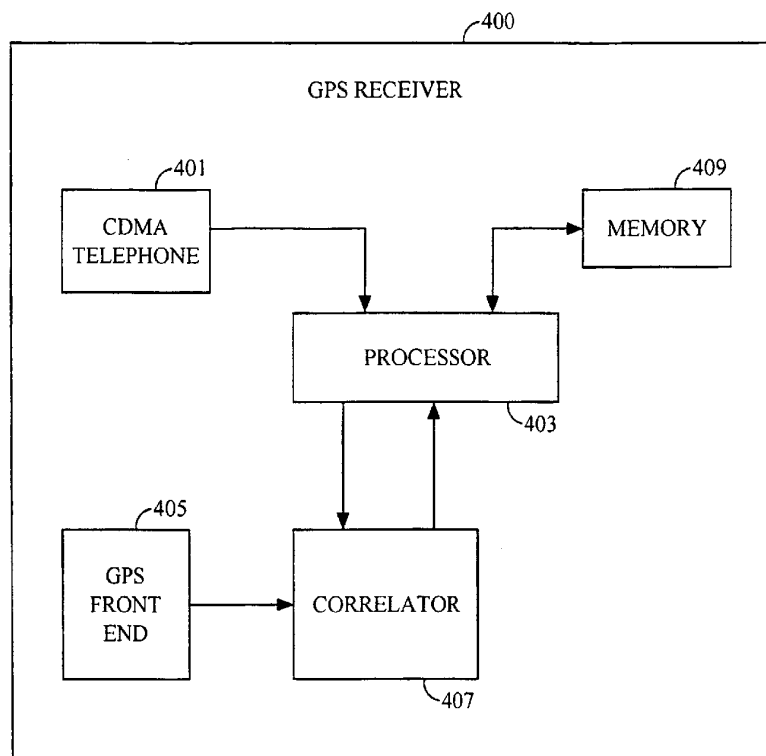 400
GPS RECEIVER
401
409
CDMA
TELEPHONE
MEMORY
PROCESSOR
403
405
GPS
FRONT
END
CORRELATOR
407